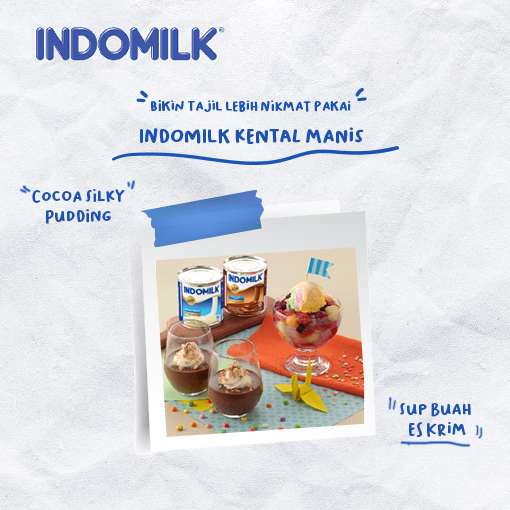 INDOMILK®
BIKIN TAJIL LEBIH NIKMAT PAKAI
INDOMILK KENTAL MANIS
"COCOA SILKY"
PUDDING
INDOMILK
INDOMILK
SUP BUAH
ES KRIM